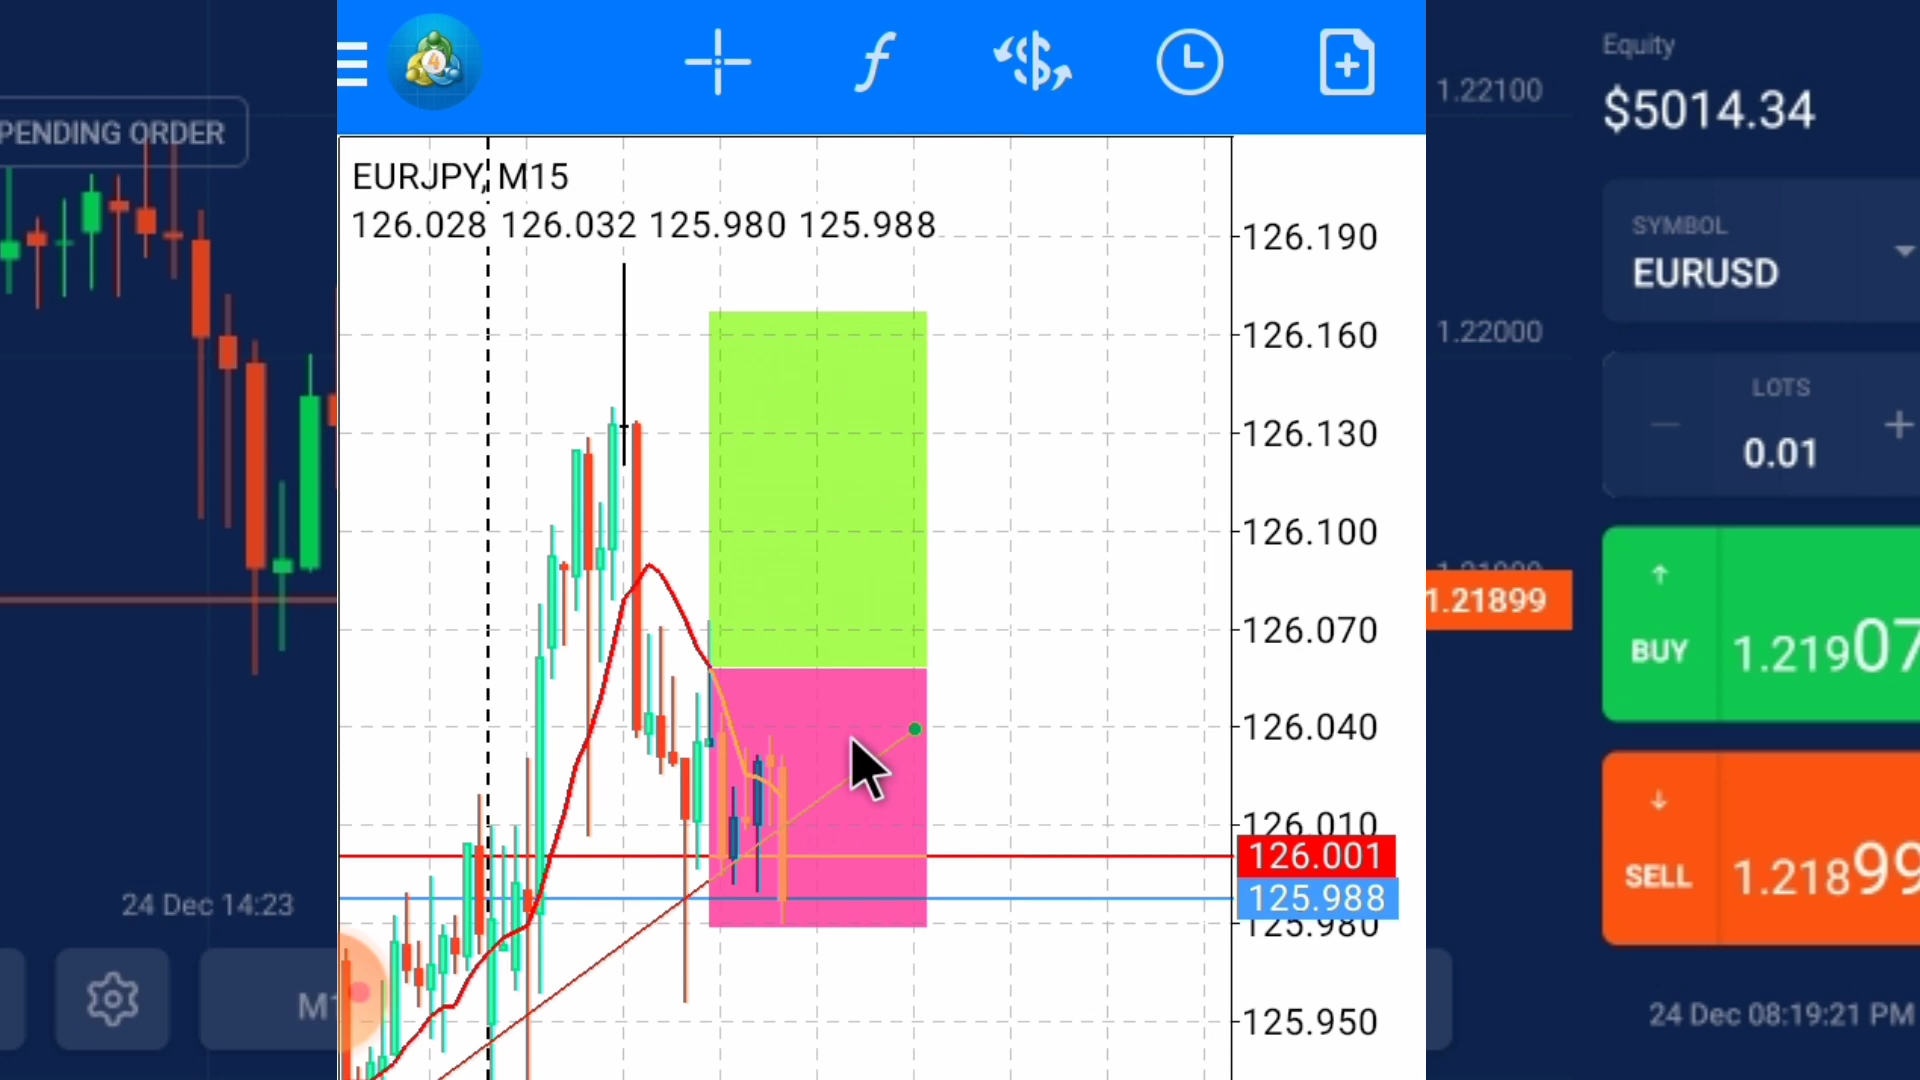 PENDING ORDER
24 Dec 14:23
4
EURJPY, M15
126.028 126.032 125.980 125.988
126.190
126.160
126.130
126.100
126.070
126.040
126.010
126.001
125.988
125.980
125.950
1.22100
1.22000
1.21899
Equity
$5014.34
SYMBOL
EURUSD
LOTS
0.01
BUY 1.21907
SELL 1.21899
24 Dec 08:19:21 PM